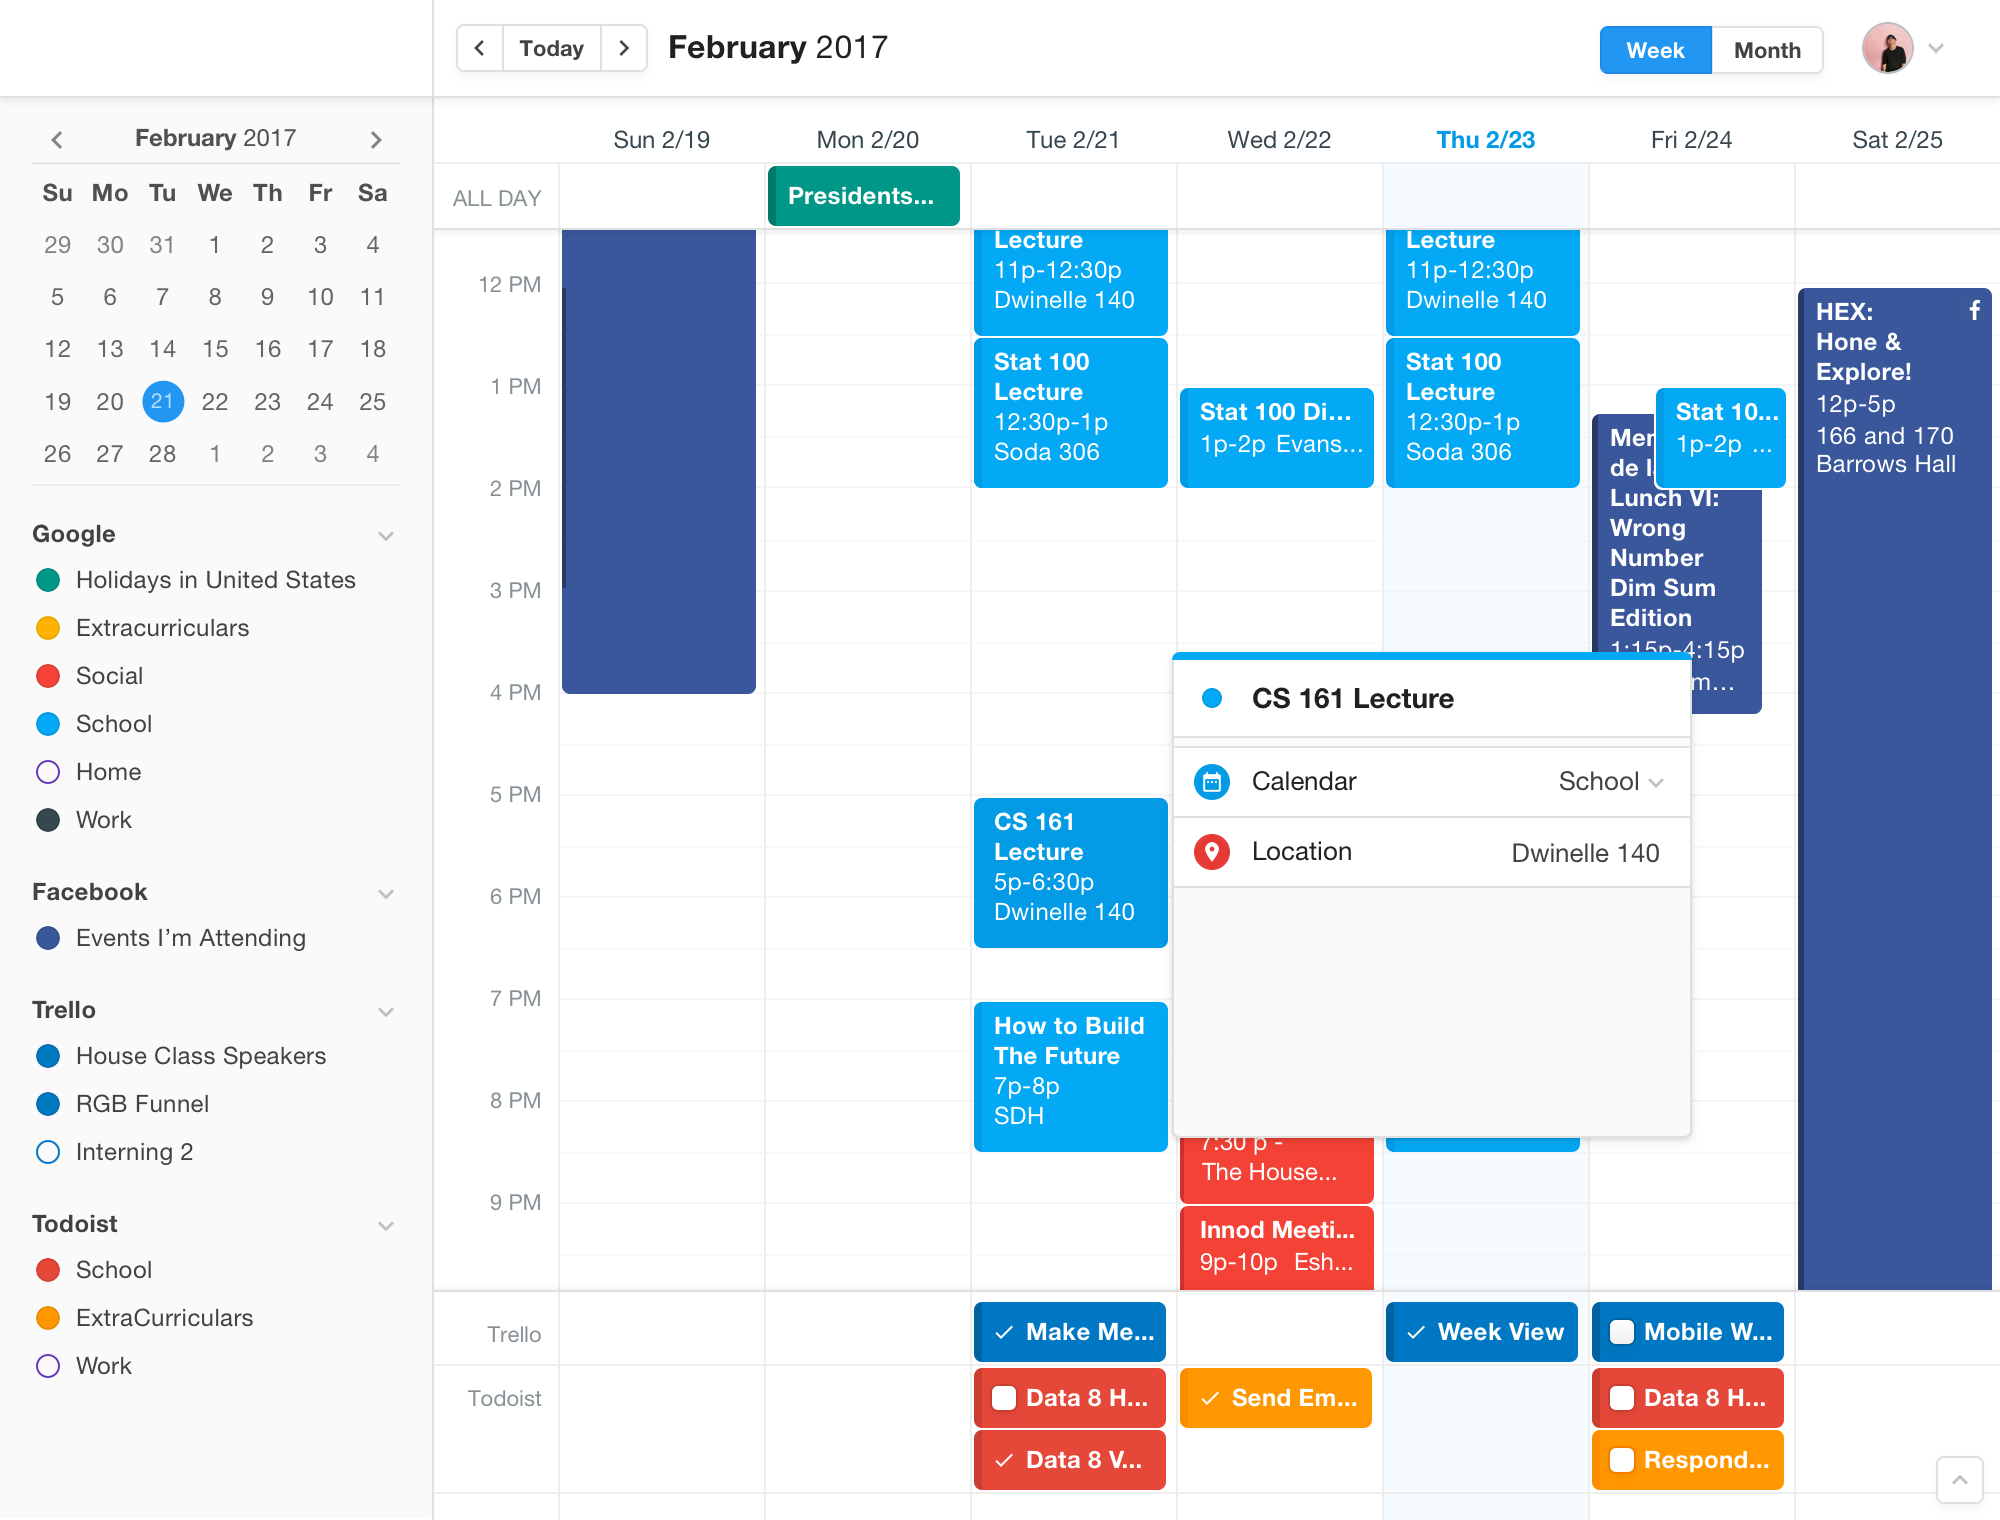 Today
February 2017
Week
Month
February 2017
Su Mo Tu We Th Fr Sa
29 30 31 1 2 3 4
5 6 7 8 9 10 11
12 13 14 15 16 17 18
19 20 21 22 23 24 25
26 27 28 1 2 3 4
Google
Holidays in United States
Extracurriculars
Social
School
Home
Work
Facebook
Events I'm Attending
Trello
House Class Speakers
RGB Funnel
Interning 2
Todoist
School
ExtraCurriculars
Work
Sun 2/19 Mon 2/20 Tue 2/21 Wed 2/22 Thu 2/23 Fri 2/24 Sat 2/25
ALL DAY
Presidents...
12 PM
1 PM
2 PM
3 PM
4 PM
5 PM
6 PM
7 PM
8 PM
9 PM
Lecture
11p-12:30p
Dwinelle 140
Stat 100
Lecture
12:30p-1p
Soda 306
CS 161
Lecture
5p-6:30p
Dwinelle 140
How to Build
The Future
7p-8p
SDH
Stat 100 Di...
1p-2p Evans...
7:30 p -
The House...
Innod Meeti...
9p-10p Esh...
Lecture
11p-12:30p
Dwinelle 140
Stat 100
Lecture
12:30p-1p
Soda 306
Stat 10...
1p-2p ...
de
Lunch VI:
Wrong
Number
Dim Sum
Edition
1:15p-4:15p
HEX:
Hone &
Explore!
12p-5p
166 and 170
Barrows Hall
CS 161 Lecture
Calendar
School
Location
Dwinelle 140
Trello
Make Me...
Week View
Mobile W...
Todoist
Data 8 H...
Send Em...
Data 8 H...
Data 8 V...
Respond...